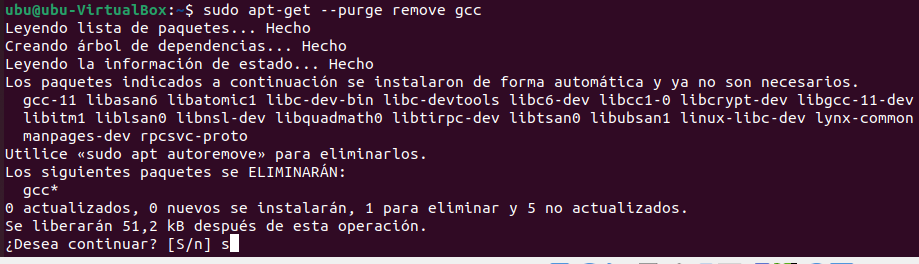 ubu@ubu-VirtualBox:~$ sudo apt-get --purge remove gcc
Leyendo lista de paquetes... Hecho
Creando árbol de dependencias... Hecho
Leyendo la información de estado... Hecho
Los paquetes indicados a continuación se instalaron de forma automática y ya no son necesarios.
  gcc-11 libasan6 libatomic1 libc-dev-bin libc-devtools libc6-dev libcc1-0 libcrypt-dev libgcc-11-dev
  libitm1 liblsan0 libnsl-dev libquadmath0 libtirpc-dev libtsan0 libubsan1 linux-libc-dev lynx-common
  manpages-dev rpcsvc-proto
Utilice «sudo apt autoremove» para eliminarlos.
Los siguientes paquetes se ELIMINARÁN:
  gcc*
0 actualizados, 0 nuevos se instalarán, 1 para eliminar y 5 no actualizados.
Se liberarán 51,2 kB después de esta operación.
¿Desea continuar? [S/n] s